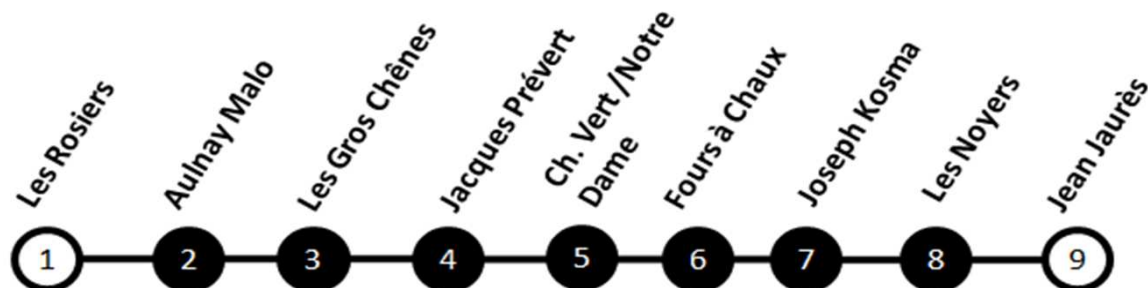 Les Rosiers
Aulnay Malo
Les Gros Chênes
Jacques Prévert
Ch. Vert /Notre
Dame
Fours à Chaux
Joseph Kosma
Les Noyers
Jean Jaurès
1
2
3
4
5
6
7
8
9